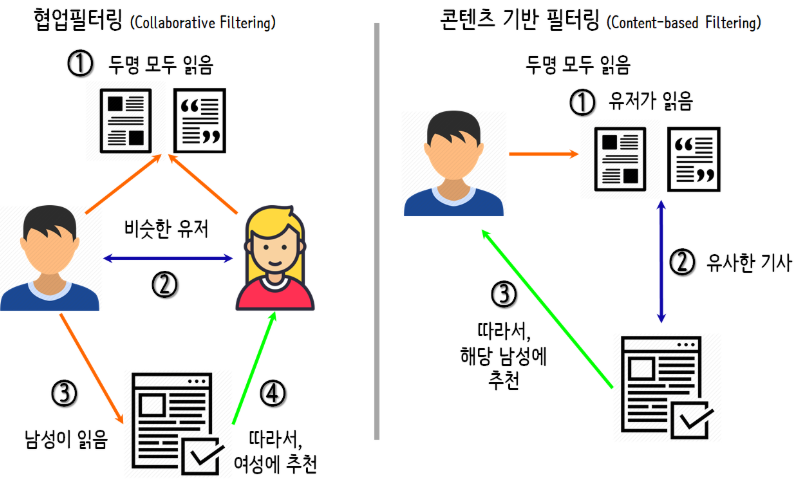 협업필터링 (Collaborative Filtering)
① 두명 모두 읽음
비슷한 유저
②
③
남성이 읽음
④
따라서,
여성에 추천
콘텐츠 기반 필터링 (Content-based Filtering)
두명 모두 읽음
① 유저가 읽음
② 유사한 기사
③
따라서,
해당 남성에
추천